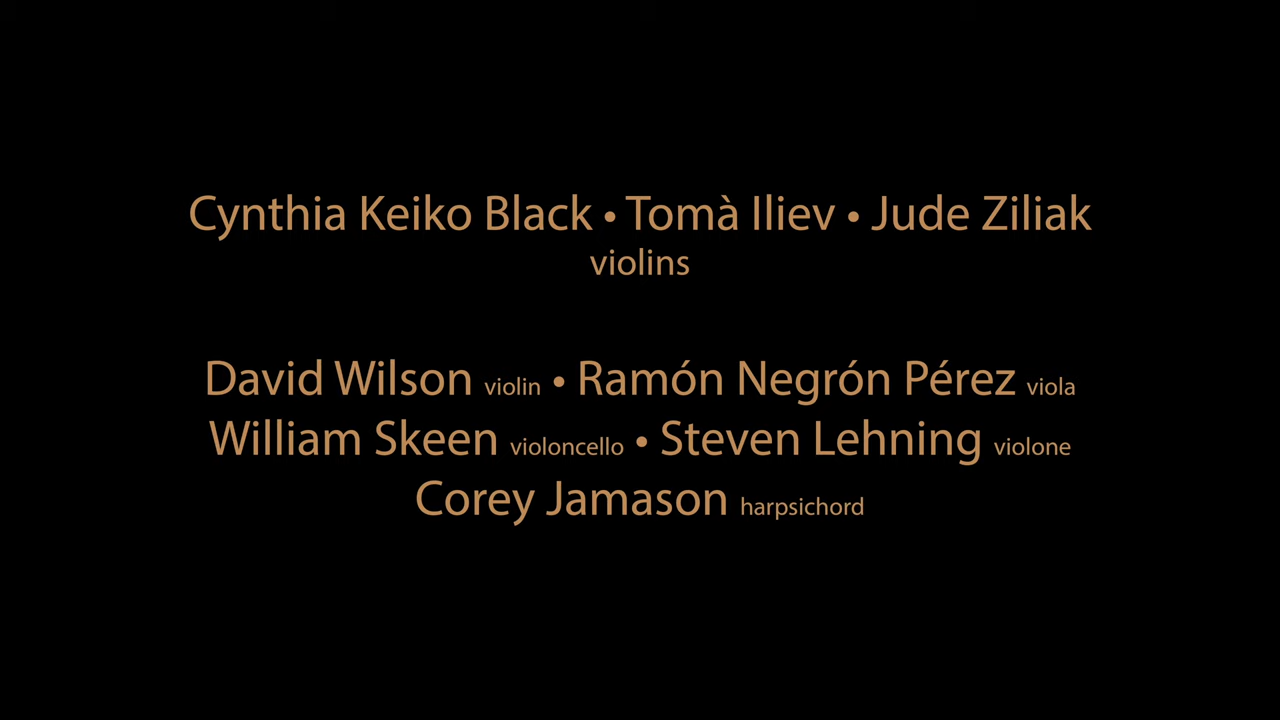 Cynthia Keiko Black • Tomà Iliev • Jude Ziliak
violins
David Wilson violin • Ramón Negrón Pérez viola
William Skeen violoncello • Steven Lehning violone
Corey Jamason harpsichord